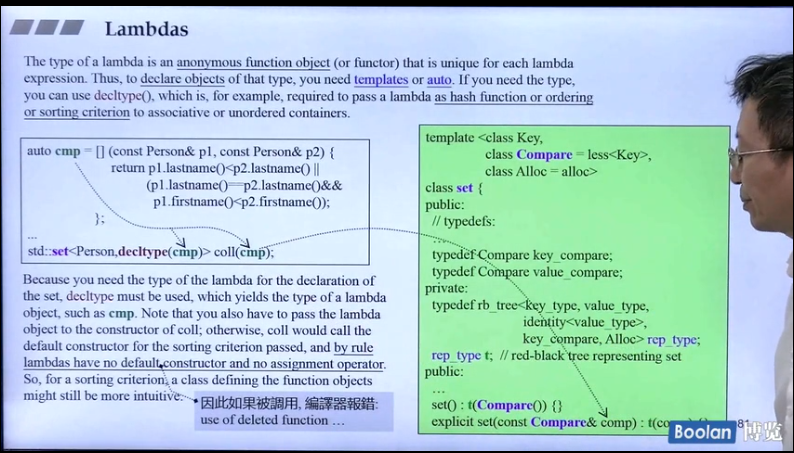 Lambdas
The type of a lambda is an anonymous function object (or functor) that is unique for each lambda
expression. Thus, to declare objects of that type, you need templates or auto. If you need the type,
you can use decltype(), which is, for example, required to pass a lambda as hash function or ordering
or sorting criterion to associative or unordered containers.
auto cmp = [] (const Person& p1, const Person& p2) {
return p1.lastname()<p2.lastname() ||
(p1.lastname()==p2.lastname()&&
p1.firstname()<p2.firstname());
};
...
std::set<Person,decltype(cmp)> coll(cmp);
Because you need the type of the lambda for the declaration of
the set, decltype must be used, which yields the type of a lambda
object, such as cmp. Note that you also have to pass the lambda
object to the constructor of coll; otherwise, coll would call the
default constructor for the sorting criterion passed, and by rule
lambdas have no default constructor and no assignment operator.
So, for a sorting criterion, a class defining the function objects
might still be more intuitive.
因此如果被調用, 編譯器報錯:
use of deleted function ...
template <class Key,
class Compare = less<Key>,
class Alloc = alloc>
class set {
public:
// typedefs:
...
typedef Compare key_compare;
typedef Compare value_compare;
private:
typedef rb_tree<key_type, value_type,
identity<value_type>,
key_compare, Alloc> rep_type;
rep_type t; // red-black tree representing set
public:
...
set() : t(Compare()) {}
explicit set(const Compare& comp) : t(
81
Boolan 博览